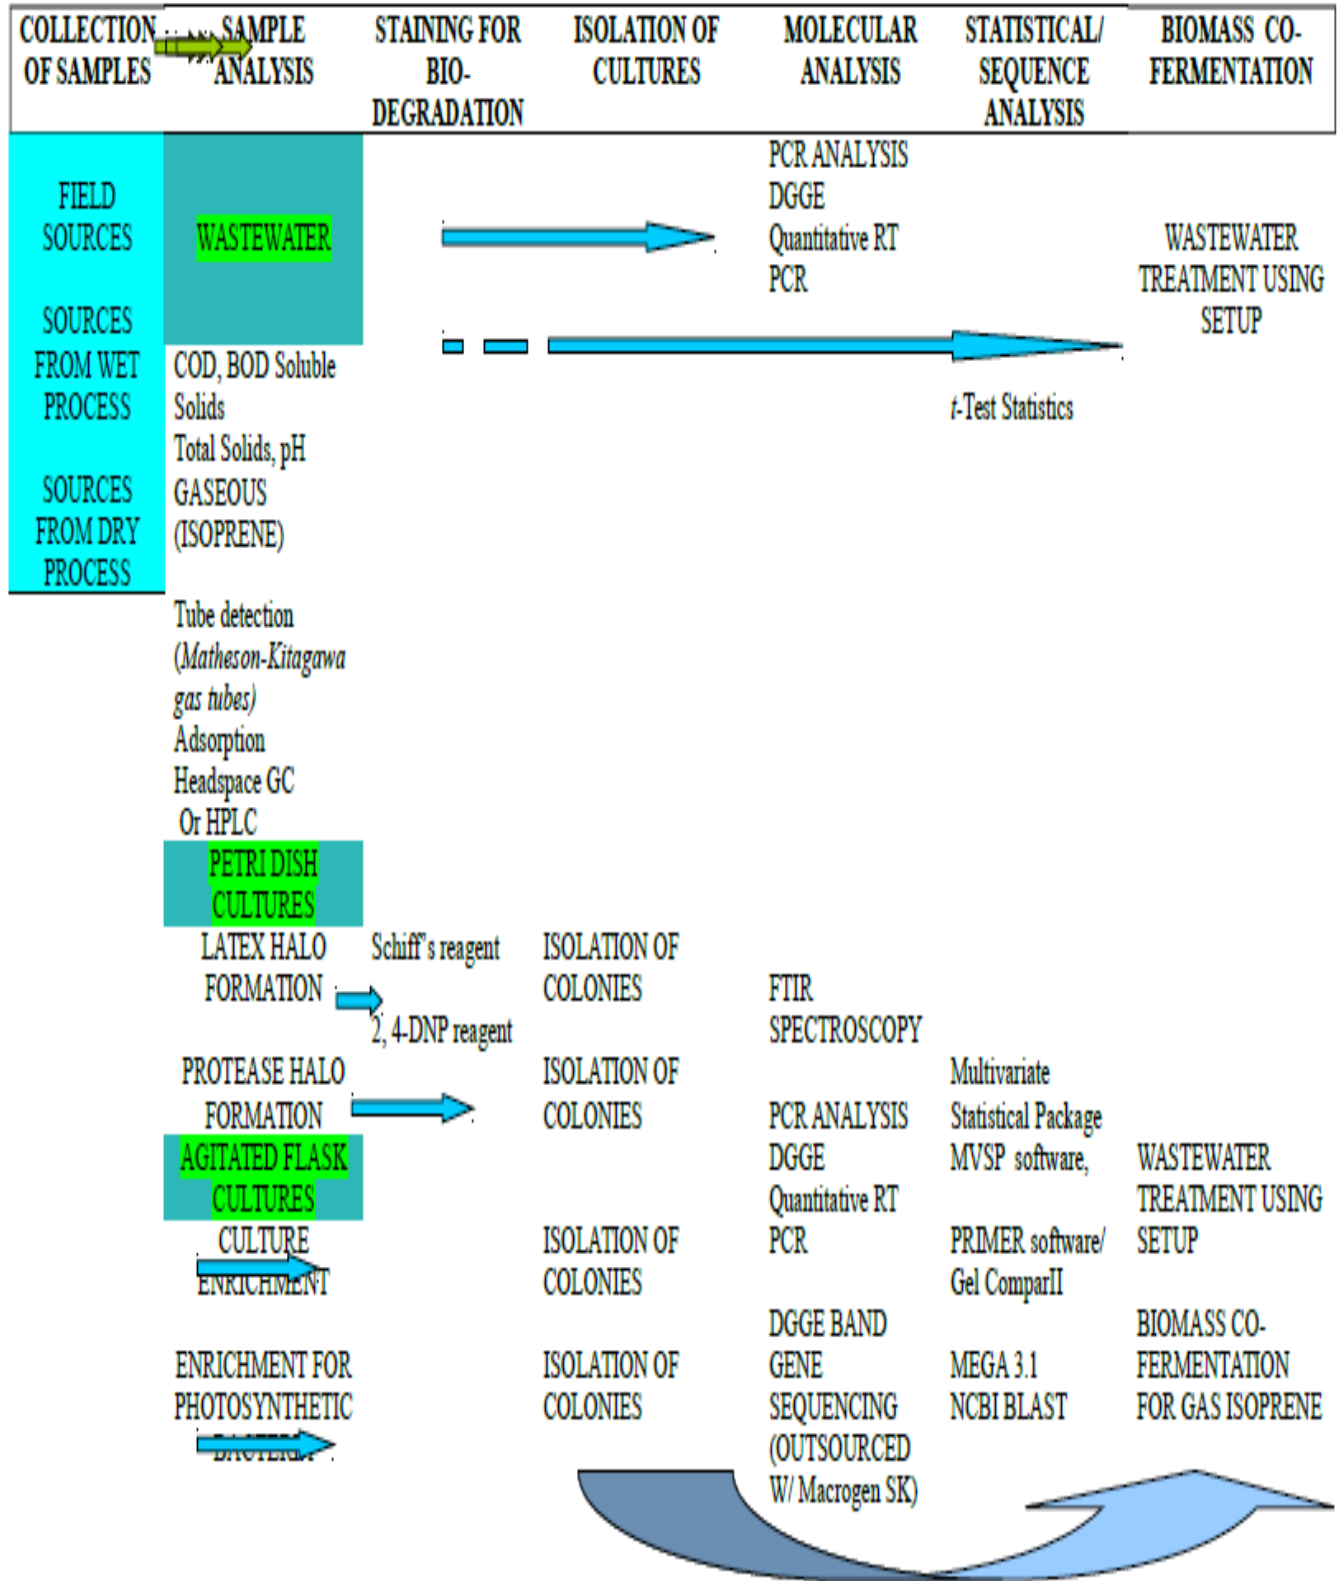 COLLECTION
OF SAMPLES
SAMPLE
ANALYSIS
STAINING FOR
BIO-
DEGRADATION
ISOLATION OF
CULTURES
MOLECULAR
ANALYSIS
STATISTICAL/
SEQUENCE
ANALYSIS
BIOMASS CO-
FERMENTATION
FIELD
SOURCES
SOURCES
FROM WET
PROCESS
SOURCES
FROM DRY
PROCESS
WASTEWATER
COD, BOD Soluble
Solids
Total Solids, pH
GASEOUS
(ISOPRENE)
Tube detection
(Matheson-Kitagawa
gas tubes)
Adsorption
Headspace GC
Or HPLC
PCR ANALYSIS
DGGE
Quantitative RT
PCR
t-Test Statistics
WASTEWATER
TREATMENT USING
SETUP
PETRI DISH
CULTURES
LATEX HALO
FORMATION
Schiff's reagent
2, 4-DNP reagent
ISOLATION OF
COLONIES
FTIR
SPECTROSCOPY
PROTEASE HALO
FORMATION
ISOLATION OF
COLONIES
PCR ANALYSIS
DGGE
Quantitative RT
PCR
Multivariate
Statistical Package
MVSP software,
PRIMER software/
Gel ComparII
WASTEWATER
TREATMENT USING
SETUP
AGITATED FLASK
CULTURES
CULTURE
ENRICHMENT
ISOLATION OF
COLONIES
ENRICHMENT FOR
PHOTOSYNTHETIC
BACTERIA
ISOLATION OF
COLONIES
DGGE BAND
GENE
SEQUENCING
(OUTSOURCED
W/ Macrogen SK)
MEGA 3.1
NCBI BLAST
BIOMASS CO-
FERMENTATION
FOR GAS ISOPRENE